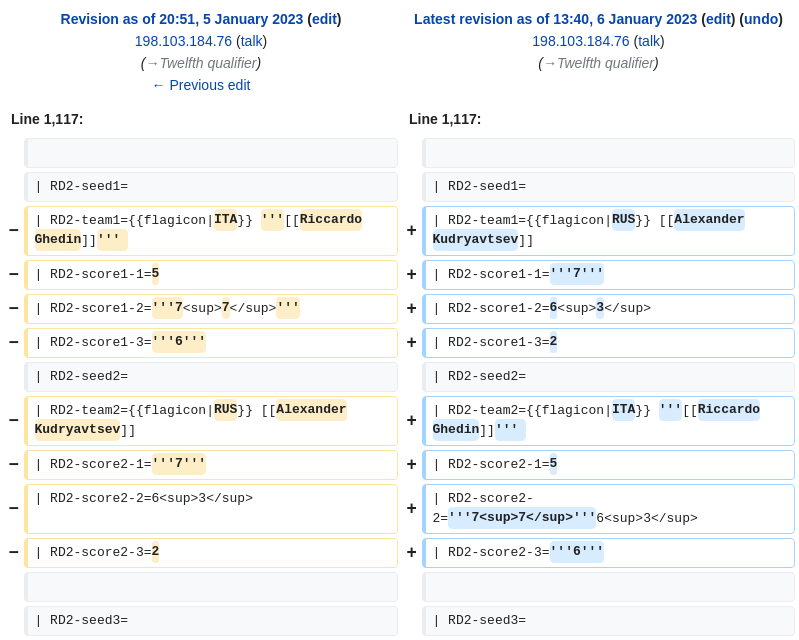 Revision as of 20:51, 5 January 2023 (edit)
198.103.184.76 (talk)
(→Twelfth qualifier)
← Previous edit
Latest revision as of 13:40, 6 January 2023 (edit) (undo)
198.103.184.76 (talk)
(→Twelfth qualifier)
Line 1,117:
Line 1,117:
| RD2-seed1=
| RD2-seed1=
− | RD2-team1={{flagicon|ITA}} '''[[Riccardo
Ghedin]]'''
+ | RD2-team1={{flagicon|RUS}} [[Alexander
Kudryavtsev]]
− | RD2-score1-1=5
+ | RD2-score1-1='''7'''
− | RD2-score1-2='''7<sup>7</sup>'''
+ | RD2-score1-2=6<sup>3</sup>
− | RD2-score1-3='''6'''
+ | RD2-score1-3=2
| RD2-seed2=
| RD2-seed2=
− | RD2-team2={{flagicon|RUS}} [[Alexander
Kudryavtsev]]
+ | RD2-team2={{flagicon|ITA}} '''[[Riccardo
Ghedin]]'''
− | RD2-score2-1='''7'''
+ | RD2-score2-1=5
− | RD2-score2-2=6<sup>3</sup>
+ | RD2-score2-
2='''7<sup>7</sup>'''6<sup>3</sup>
− | RD2-score2-3=2
+ | RD2-score2-3='''6'''
| RD2-seed3=
| RD2-seed3=